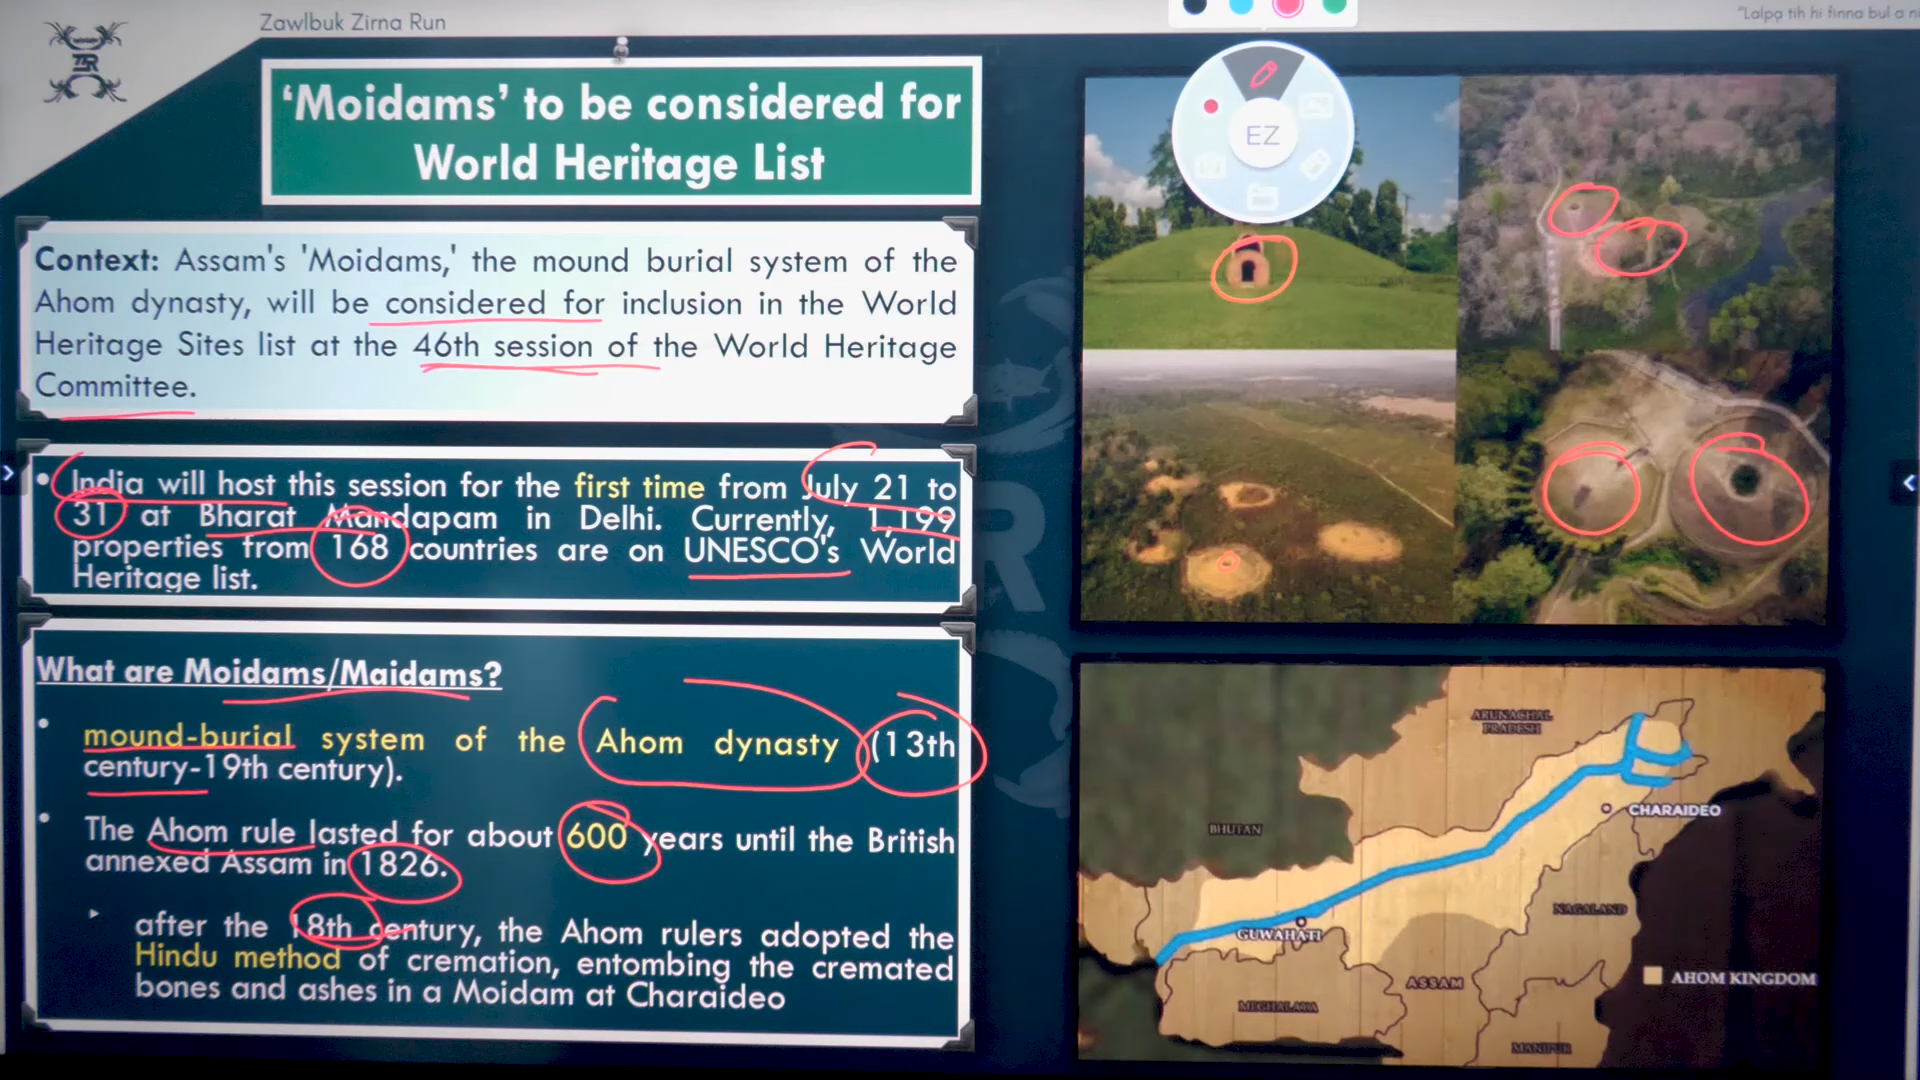 Zawlbuk Zirna Run
"Lalpa tih hi finna bul a ni
TR
'Moidams' to be considered for
World Heritage List
EZ
Context: Assam's 'Moidams,' the mound burial system of the
Ahom dynasty, will be considered for inclusion in the World
Heritage Sites list at the 46th session of the World Heritage
Committee.
• India will host this session for the first time from July 21 to
31 at Bharat Mandapam in Delhi. Currently, 1,199
properties from 168 countries are on UNESCO's World
Heritage list.
What are Moidams/Maidams?
• mound-burial system of the Ahom dynasty (13th
century-19th century).
• The Ahom rule lasted for about 600 years until the British
annexed Assam in 1826.
after the 18th century, the Ahom rulers adopted the
Hindu method of cremation, entombing the cremated
bones and ashes in a Moidam at Charaideo
ARUNACHAL
PRADESH
BHUTAN
CHARAIDEO
NAGALAND
GUWAHATI
ASSAM
AHOM KINGDOM
MEGHALAYA
MANIPUR